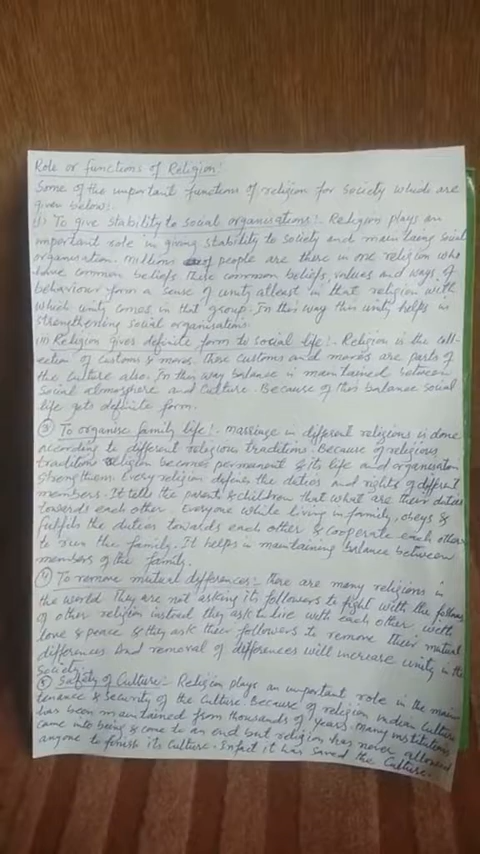 Role or functions of Religion!
Some of the important functions of religion for society which are
given below:
(i) To give stability to social organisations!- Religion plays an
important role in giving stability to society and maintaing social
organisation. Millions of people are there in one religion who
have common beliefs. These common beliefs, values and ways of
behaviour form a sense of unity atleast in that religion with
which unity comes in that group. In this way this unity helps in
strengthening social organisations.
(ii) Religion gives definite form to social life!- Religion is the coll-
ection of customs & mores. These customs and mores are parts of
the culture also. In this way balance is maintained between
social atmosphere and Culture. Because of this balance social
life gets definite form.
(3) To organise family life!- Marriage in different religions is done
according to different religious traditions. Because of religious
traditions Religion becomes permanent & its life and organisation
strengthens. Every religion defines the duties and rights of different
members. It tells the parents & children that what are their duties
towards each other. Everyone while living in family, obeys &
fulfils the duties towards each other & cooperate each other
to run the family. It helps in maintaining balance between
members of the family.
(4) To remove mutual differences:- There are many religions in
the world. They are not asking its followers to fight with the followers
of other religion instead they ask to live with each other with
love & peace & they ask their followers to remove their mutual
differences And removal of differences will increase unity in the
society.
(5) Safety of Culture:- Religion plays an important role in the main-
tenance & security of the culture. Because of religion Indian Culture
has been maintained from thousands of years. Many institutions
came into being & come to an end but religion has never allowed
anyone to finish its Culture. Infact it has saved the Culture.